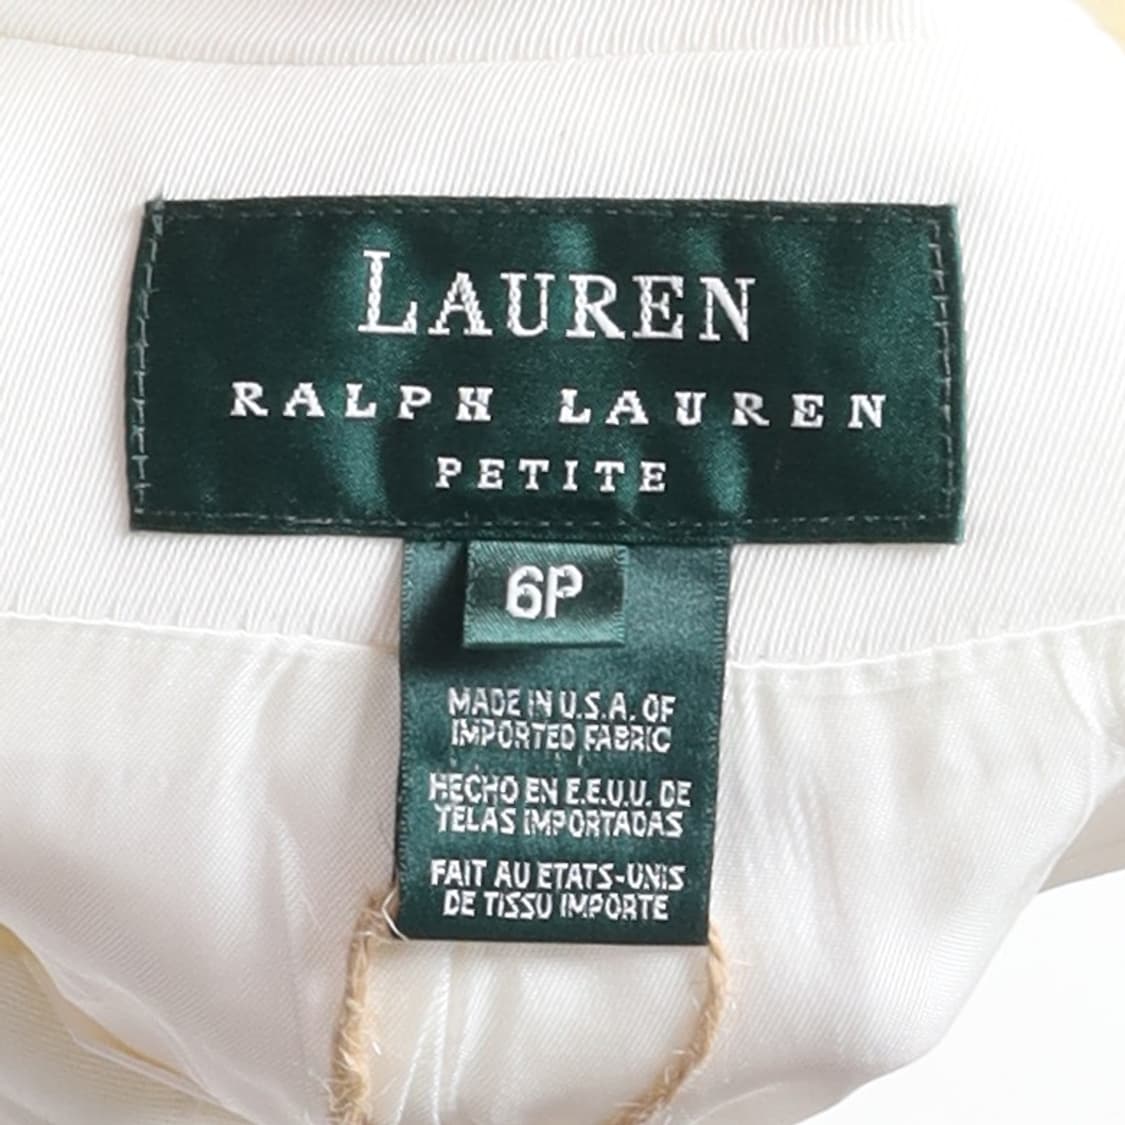 LAUREN
RALPH LAUREN
PETITE
6P
MADE IN U.S.A. OF
IMPORTED FABRIC
HECHO EN E.E.U.U. DE
TELAS IMPORTADAS
FAIT AU ETATS-UNIS
DE TISSU IMPORTE